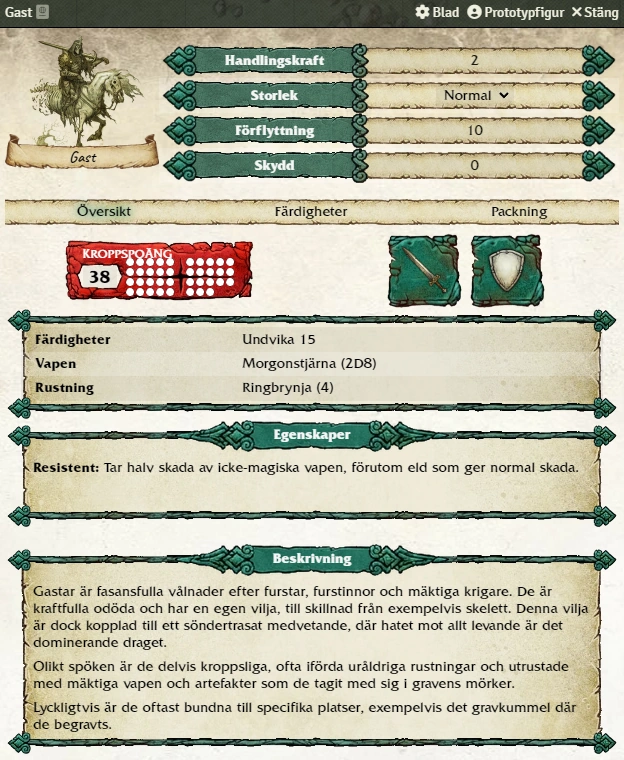 Gast Blad Prototypfigur Stäng
Handlingskraft 2
Storlek Normal
Förflyttning 10
Gast
Skydd 0
Översikt Färdigheter Packning
KROPPSPOÄNG
38
Färdigheter Undvika 15
Vapen Morgonstjärna (2D8)
Rustning Ringbrynja (4)
Egenskaper
Resistent: Tar halv skada av icke-magiska vapen, förutom eld som ger normal skada.
Beskrivning
Gastar är fasansfulla vålnader efter furstar, furstinnor och mäktiga krigare. De är
kraftfulla odöda och har en egen vilja, till skillnad från exempelvis skelett. Denna vilja
är dock kopplad till ett söndertrasat medvetande, där hatet mot allt levande är det
dominerande draget.
Olikt spöken är de delvis kroppsliga, ofta iförda uråldriga rustningar och utrustade
med mäktiga vapen och artefakter som de tagit med sig i gravens mörker.
Lyckligtvis är de oftast bundna till specifika platser, exempelvis det gravkummel där
de begravts.